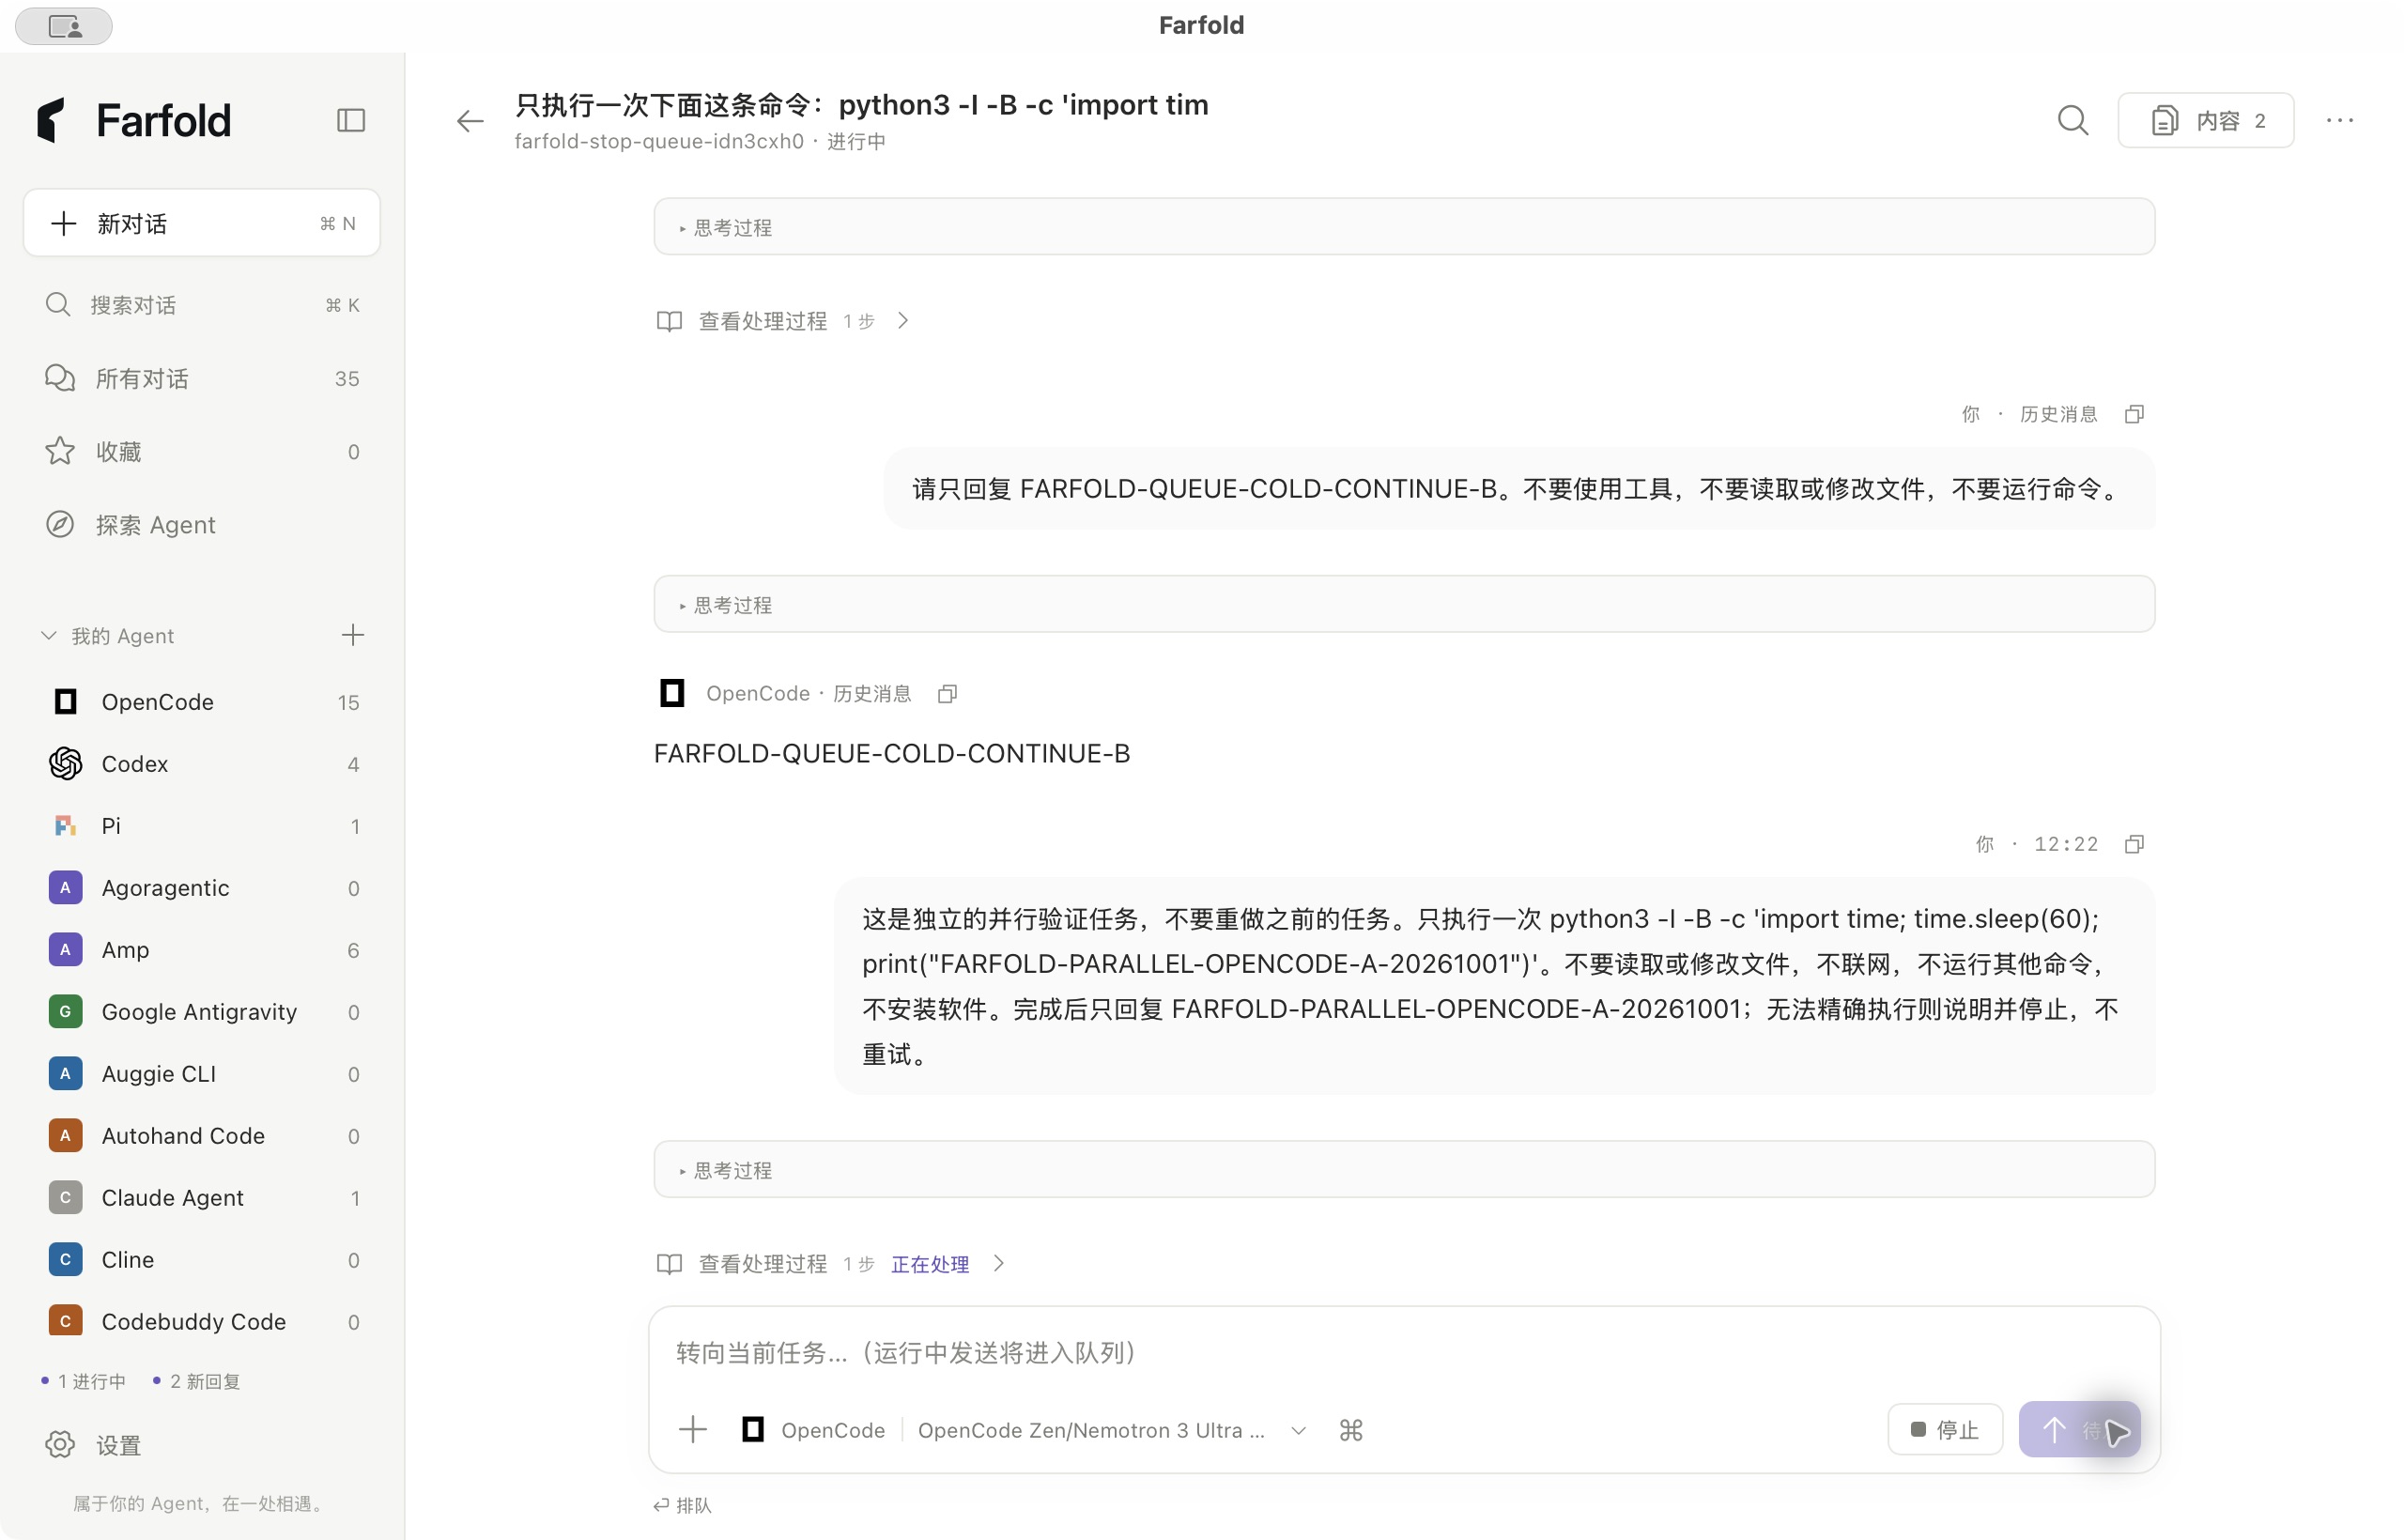 Farfold
Farfold
新对话 ⌘ N
搜索对话 ⌘ K
所有对话 35
收藏 0
探索 Agent
我的 Agent
OpenCode 15
Codex 4
Pi 1
A Agoragentic 0
A Amp 6
G Google Antigravity 0
A Auggie CLI 0
A Autohand Code 0
C Claude Agent 1
C Cline 0
C Codebuddy Code 0
1 进行中 2 新回复
设置
属于你的 Agent，在一处相遇。
只执行一次下面这条命令：python3 -I -B -c 'import tim
farfold-stop-queue-idn3cxh0 · 进行中
内容 2
思考过程
查看处理过程 1 步
你 · 历史消息
请只回复 FARFOLD-QUEUE-COLD-CONTINUE-B。不要使用工具，不要读取或修改文件，不要运行命令。
思考过程
OpenCode · 历史消息
FARFOLD-QUEUE-COLD-CONTINUE-B
你 · 12:22
这是独立的并行验证任务，不要重做之前的任务。只执行一次 python3 -I -B -c 'import time; time.sleep(60);
print("FARFOLD-PARALLEL-OPENCODE-A-20261001")'。不要读取或修改文件，不联网，不运行其他命令，
不安装软件。完成后只回复 FARFOLD-PARALLEL-OPENCODE-A-20261001；无法精确执行则说明并停止，不
重试。
思考过程
查看处理过程 1 步 正在处理
转向当前任务...（运行中发送将进入队列）
OpenCode OpenCode Zen/Nemotron 3 Ultra ... ⌘
停止 待
排队